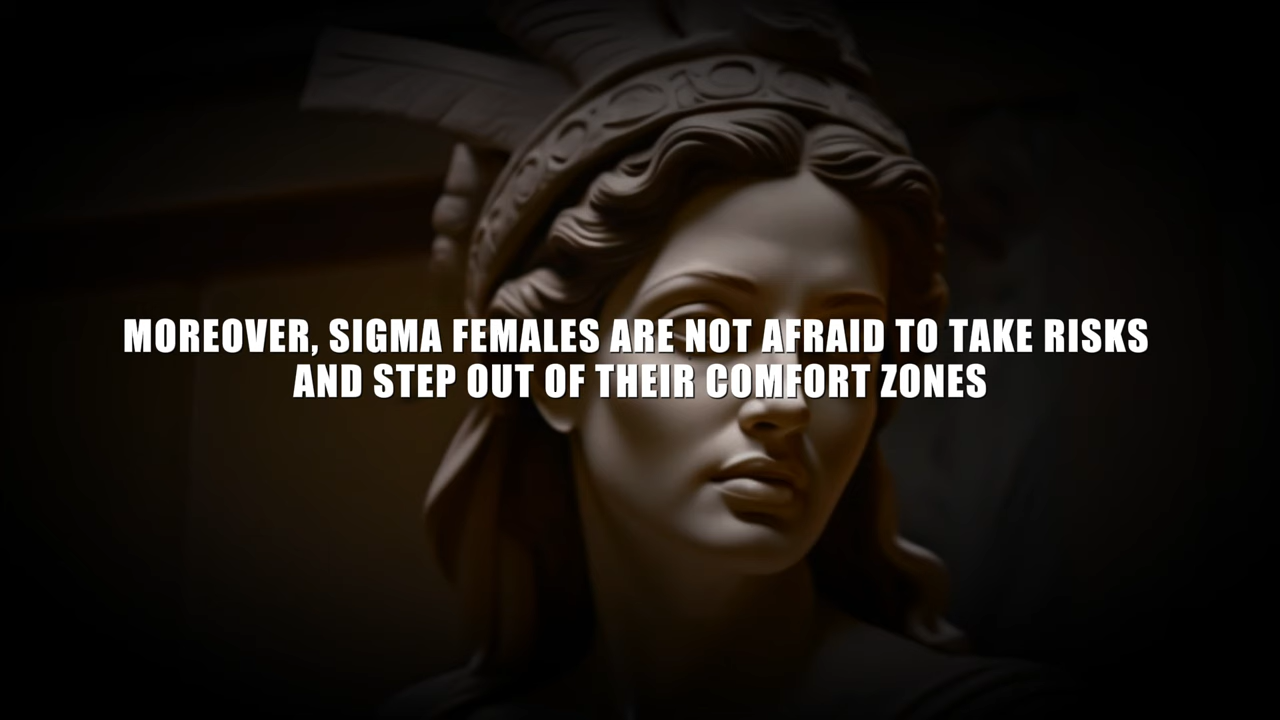 MOREOVER, SIGMA FEMALES ARE NOT AFRAID TO TAKE RISKS
AND STEP OUT OF THEIR COMFORT ZONES